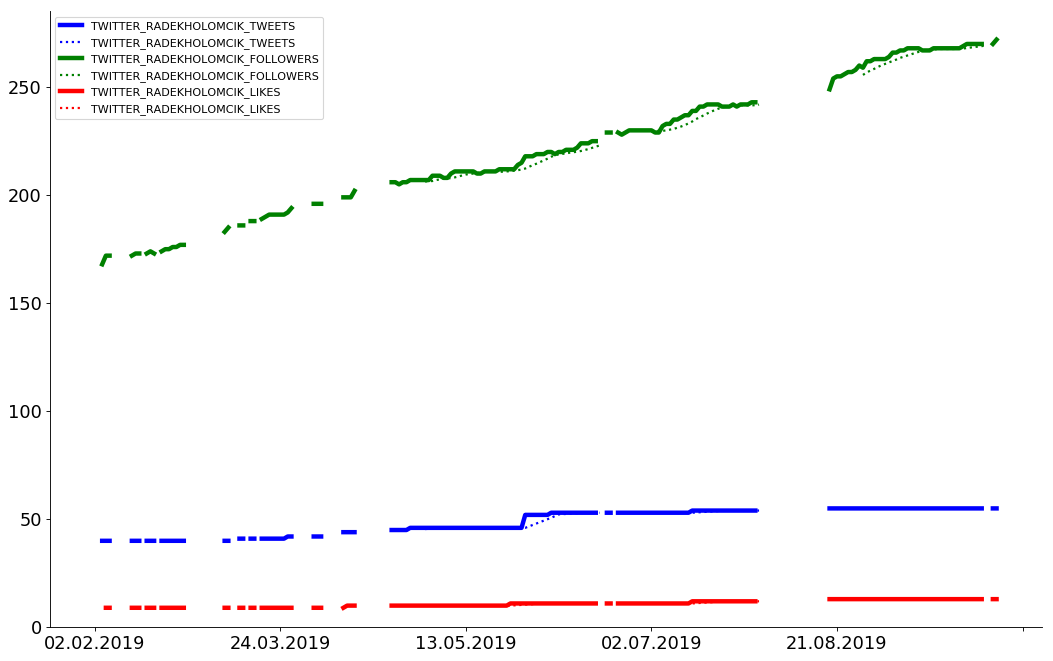 TWITTER_RADEKHOLOMCIK_TWEETS
TWITTER_RADEKHOLOMCIK_TWEETS
TWITTER_RADEKHOLOMCIK_FOLLOWERS
TWITTER_RADEKHOLOMCIK_FOLLOWERS
TWITTER_RADEKHOLOMCIK_LIKES
TWITTER_RADEKHOLOMCIK_LIKES
250
200
150
100
50
0
02.02.2019 24.03.2019 13.05.2019 02.07.2019 21.08.2019